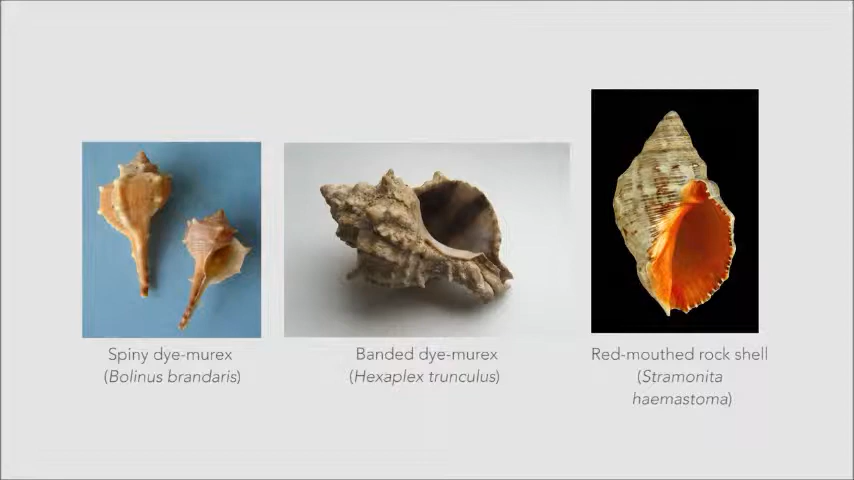 Spiny dye-murex
(Bolinus brandaris)
Banded dye-murex
(Hexaplex trunculus)
Red-mouthed rock shell
(Stramonita
haemastoma)